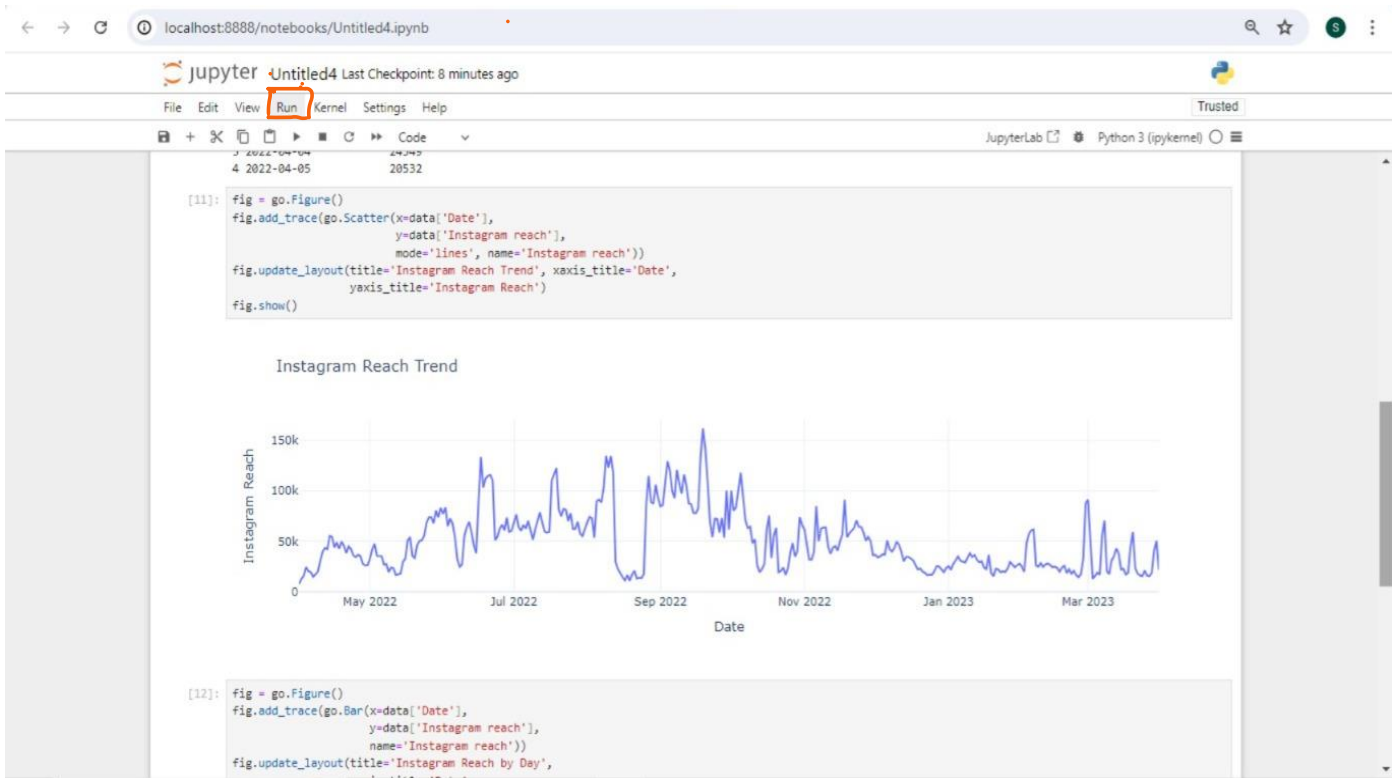 localhost:8888/notebooks/Untitled4.ipynb
S
jupyter Untitled4 Last Checkpoint: 8 minutes ago
File Edit View Run Kernel Settings Help
Trusted
Code
JupyterLab
Python 3 (ipykernel)
3 2022-04-04 24549
4 2022-04-05 20532
[11]: fig = go.Figure()
fig.add_trace(go.Scatter(x=data['Date'],
y=data['Instagram reach'],
mode='lines', name='Instagram reach'))
fig.update_layout(title='Instagram Reach Trend', xaxis_title='Date',
yaxis_title='Instagram Reach')
fig.show()
Instagram Reach Trend
150k
100k
50k
0
Instagram Reach
May 2022 Jul 2022 Sep 2022 Nov 2022 Jan 2023 Mar 2023
Date
[12]: fig = go.Figure()
fig.add_trace(go.Bar(x=data['Date'],
y=data['Instagram reach'],
name='Instagram reach'))
fig.update_layout(title='Instagram Reach by Day',